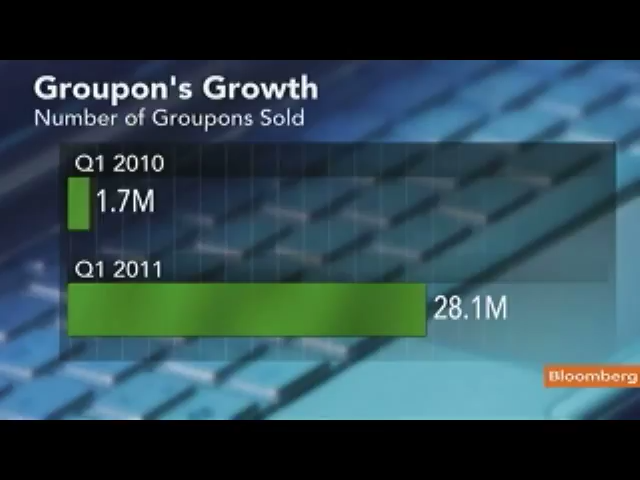 Groupon's Growth
Number of Groupons Sold
Q1 2010
1.7M
Q1 2011
28.1M
Bloomberg